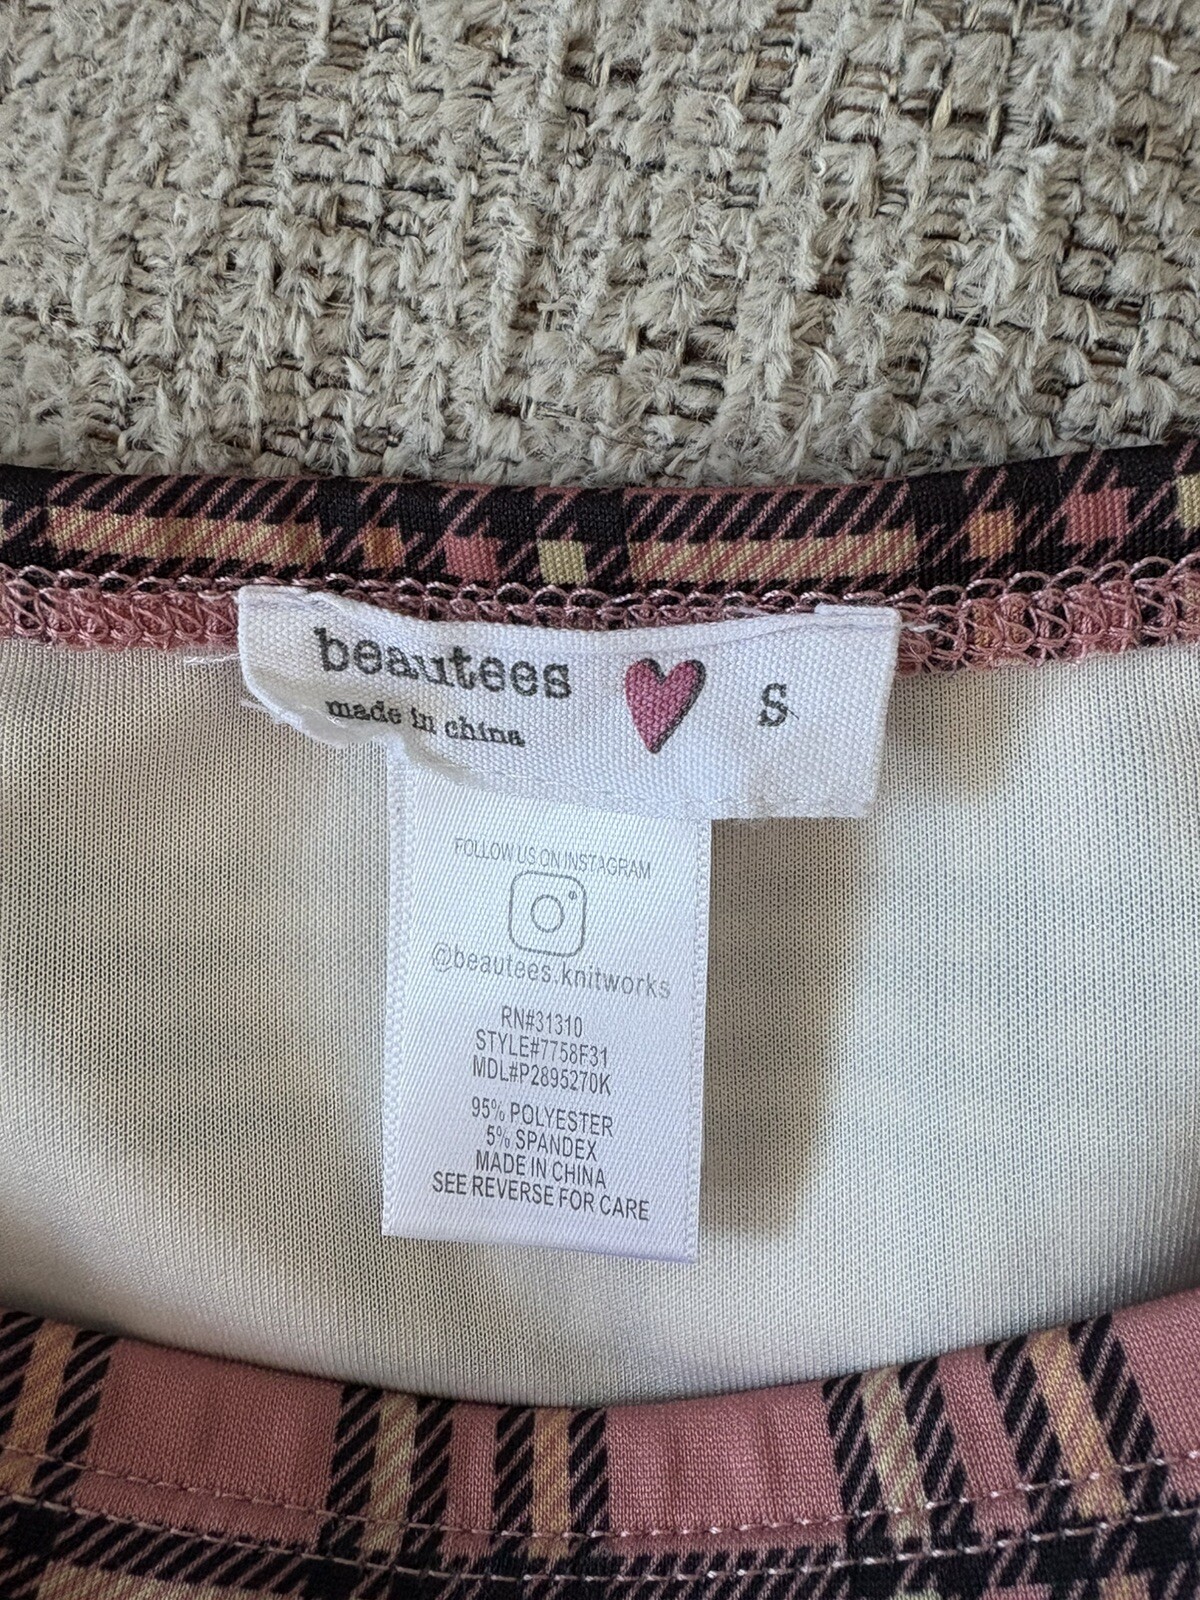 beautees S
made in china
FOLLOW US ON INSTAGRAM
@beautees.knitworks
RN#31310
STYLE#7758F31
MDL#P2895270K
95% POLYESTER
5% SPANDEX
MADE IN CHINA
SEE REVERSE FOR CARE